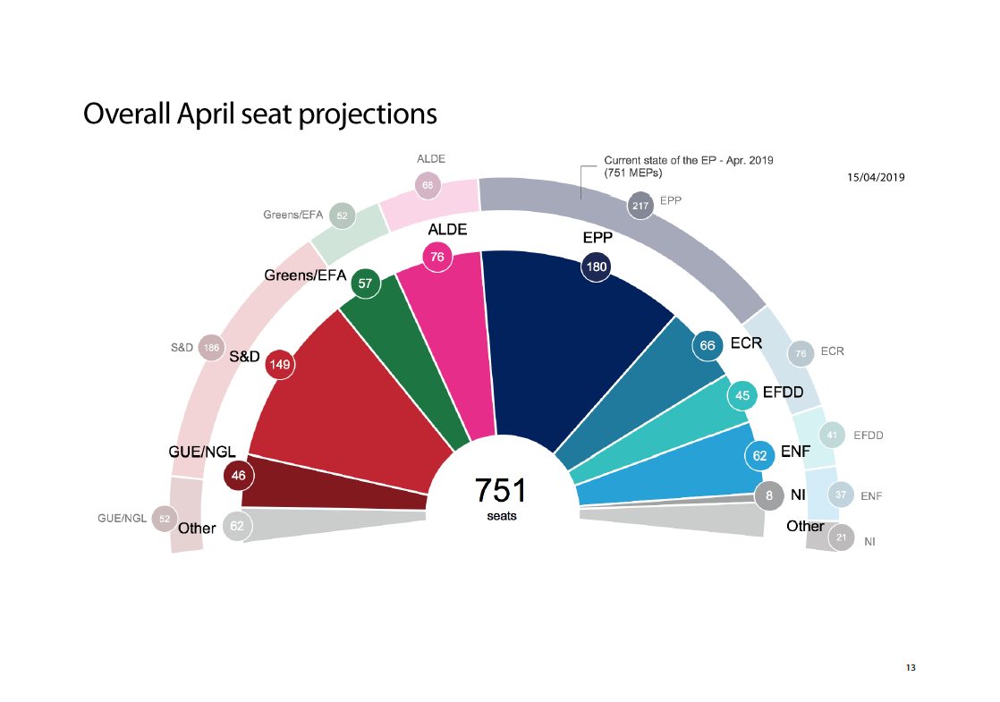 Overall April seat projections
15/04/2019
Current state of the EP - Apr. 2019
(751 MEPs)
ALDE
68
Greens/EFA
52
217
EPP
S&D
186
76
ECR
41
EFDD
37
ENF
GUE/NGL
52
21
NI
ALDE
76
EPP
180
Greens/EFA
57
66
ECR
S&D
149
45
EFDD
GUE/NGL
46
62
ENF
8
NI
Other
62
Other
751
seats
13